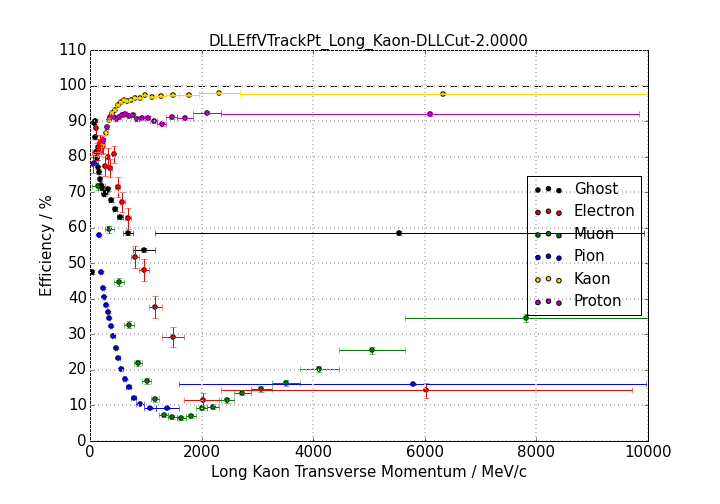 DLLEffVTrackPt_Long_Kaon-DLLCut-2.0000
110
100
90
80
70
60
50
40
30
20
10
0
Efficiency / %
Ghost
Electron
Muon
Pion
Kaon
Proton
0 2000 4000 6000 8000 10000
Long Kaon Transverse Momentum / MeV/c